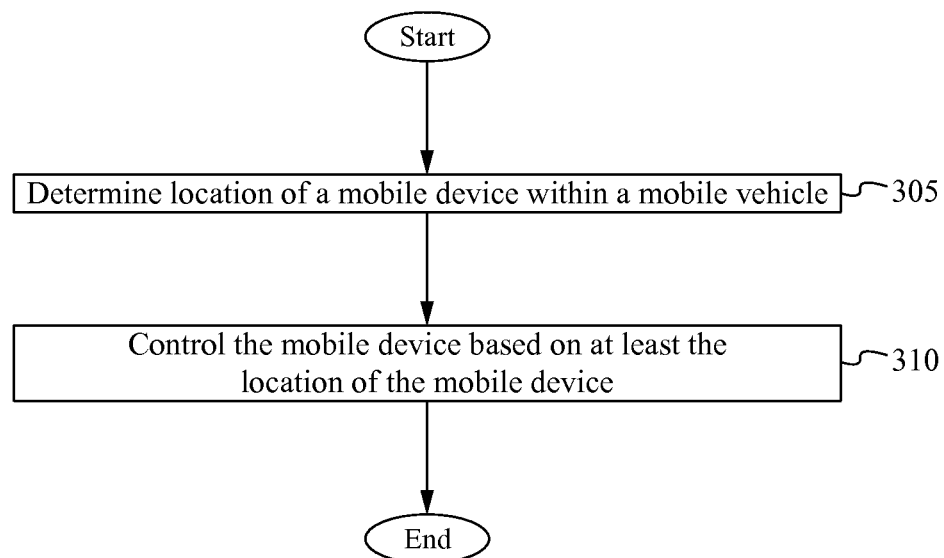 Start
Determine location of a mobile device within a mobile vehicle
305
Control the mobile device based on at least the
location of the mobile device
310
End